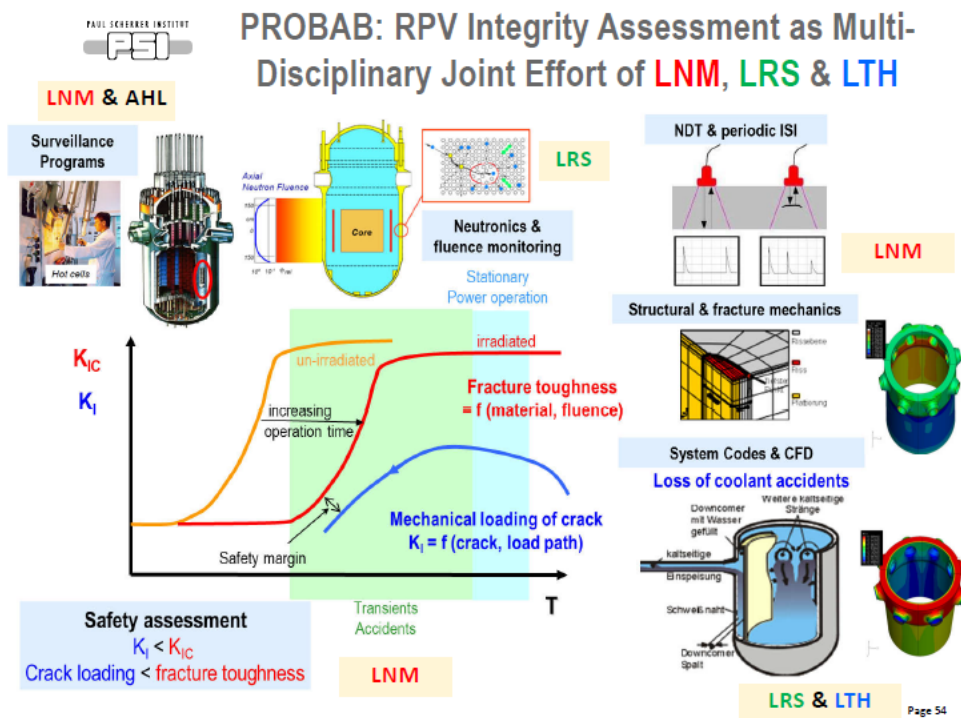 PAUL SCHERRER INSTITUT
PSI
PROBAB: RPV Integrity Assessment as Multi-
Disciplinary Joint Effort of LNM, LRS & LTH
LNM & AHL
Surveillance
Programs
Hot cells
Axial
Neutron Fluence
Core
LRS
Neutronics &
fluence monitoring
Stationary
Power operation
NDT & periodic ISI
LNM
Structural & fracture mechanics
Rissebene
Riss
Plattierung
KIC
KI
un-irradiated
irradiated
increasing
operation time
Fracture toughness
= f (material, fluence)
Mechanical loading of crack
KI = f (crack, load path)
Safety margin
T
Transients
Accidents
LNM
Safety assessment
KI < KIC
Crack loading < fracture toughness
System Codes & CFD
Loss of coolant accidents
Downcomer
mit Wasser
gefüllt
Weitere kaltseitige
Stränge
kaltseitige
Einspeisung
Schweißnaht
Downcomer
Spalt
LRS & LTH
Page 54